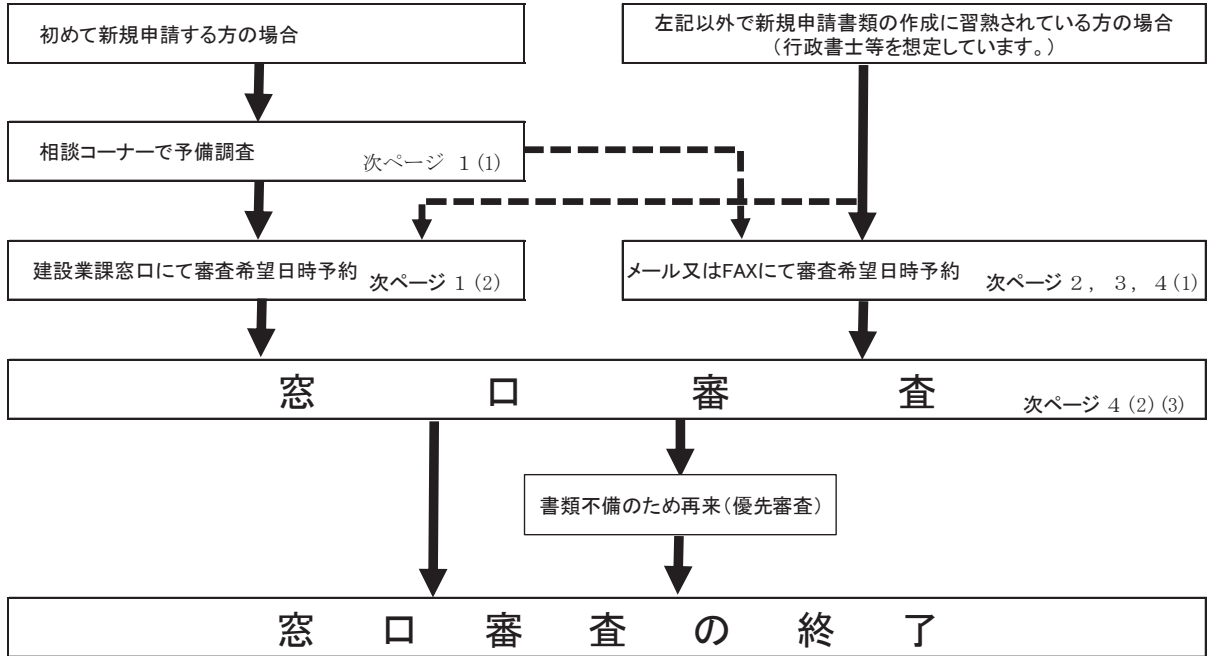 初めて新規申請する方の場合
左記以外で新規申請書類の作成に習熟されている方の場合
(行政書士等を想定しています。)
相談コーナーで予備調査 次ページ 1(1)
建設業課窓口にて審査希望日時予約 次ページ 1(2)
メール又はFAXにて審査希望日時予約 次ページ 2, 3, 4(1)
窓口審査 次ページ 4(2)(3)
書類不備のため再来(優先審査)
窓口審査の終了